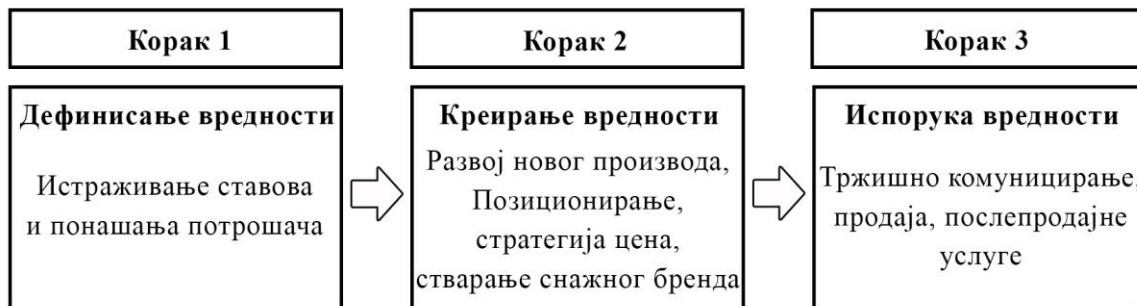 Корак 1
Дефинисање вредности
Истраживање ставова
и понашања потрошача
Корак 2
Креирање вредности
Развој новог производа,
Позиционирање,
стратегија цена,
стварање снажног бренда
Корак 3
Испорука вредности
Тржишно комуницирање,
продаја, послепродајне
услуге